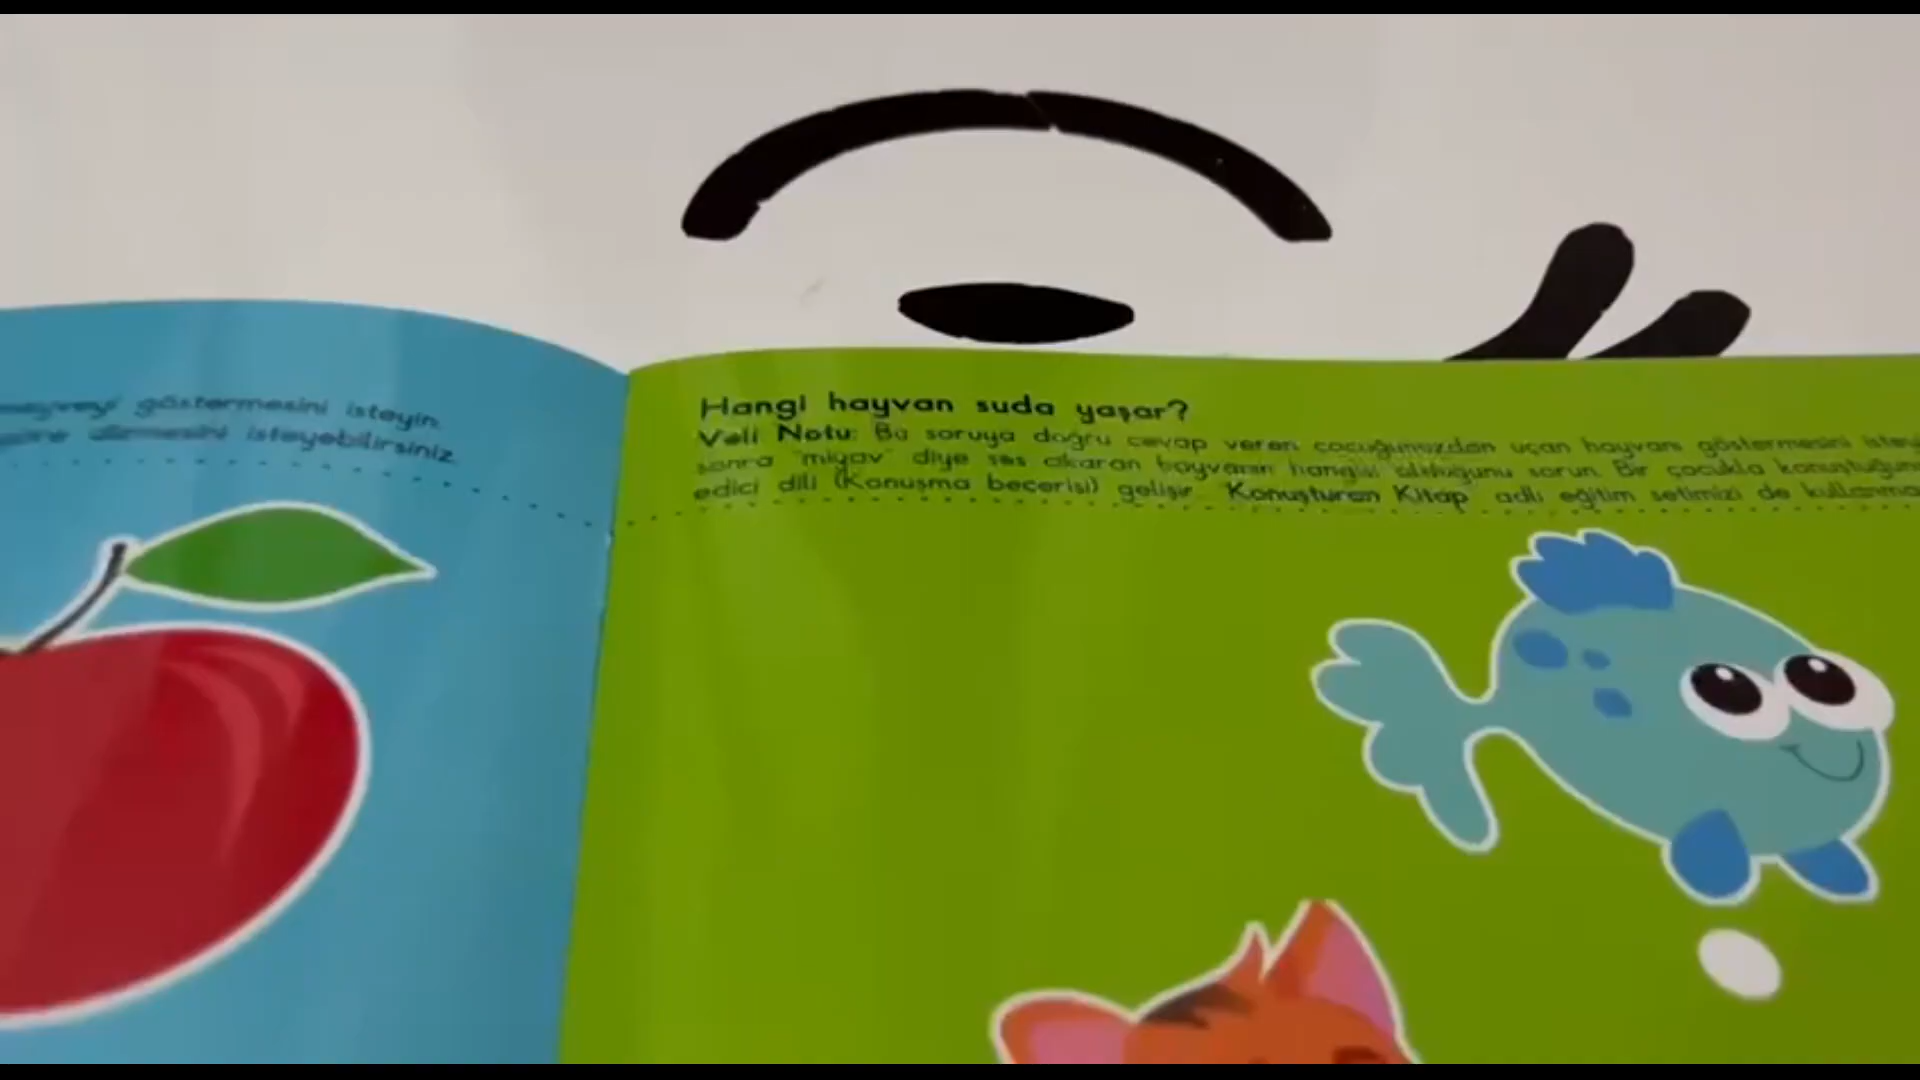 göstermesini isteyin.
isteyebilirsiniz.
Hangi hayvan suda yaşar?
Veli Notu: Bu soruya doğru cevap veren çocuğunuzdan uçan hayvanı göstermesini
sonra "miyav" diye ses çıkaran hayvanın hangisi olduğunu sorun. Bir çocukla
edici dili (Konuşma becerisi) gelişir. "Konuşturan Kitap" adlı eğitim setimizi de